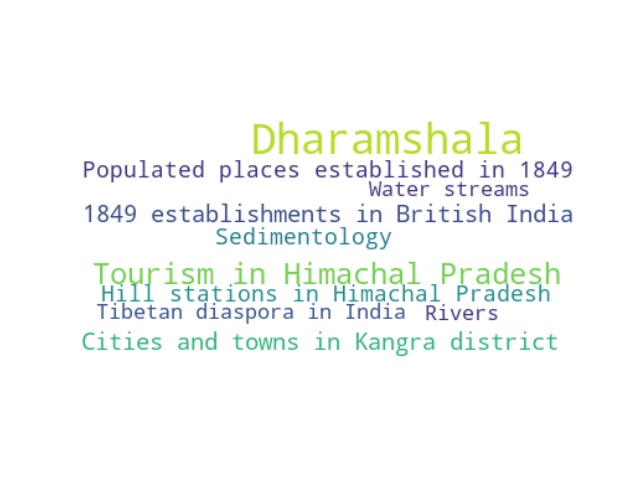 Dharamshala
Populated places established in 1849
Water streams
1849 establishments in British India
Sedimentology
Tourism in Himachal Pradesh
Hill stations in Himachal Pradesh
Tibetan diaspora in India Rivers
Cities and towns in Kangra district